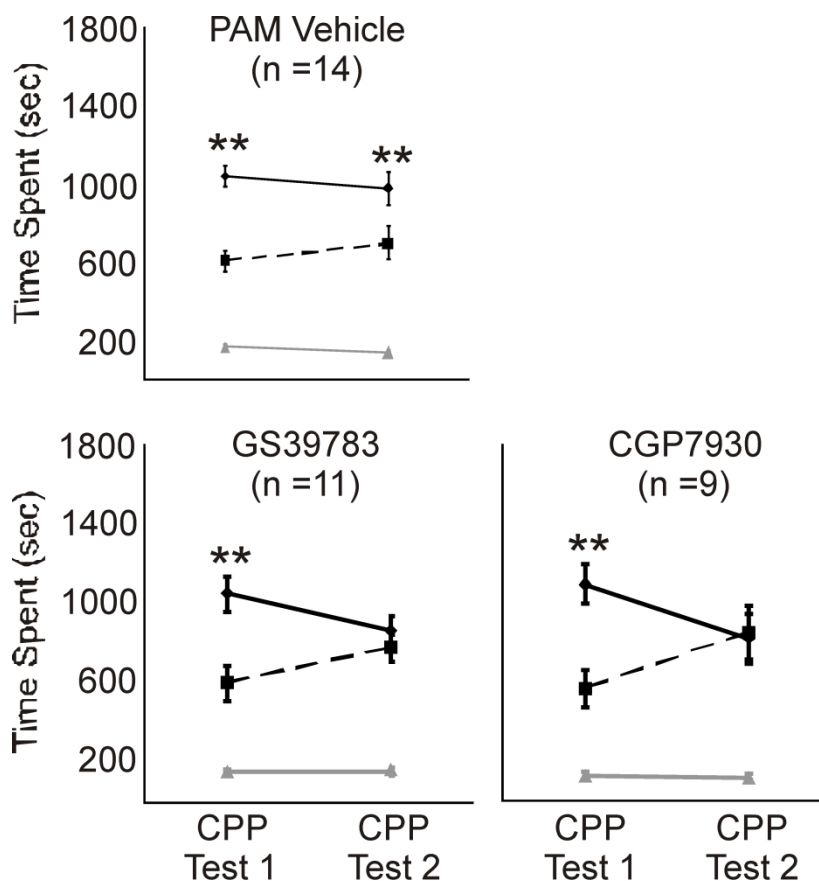 PAM Vehicle
(n =14)
Time Spent (sec)
1800
1400
1000
600
200
**
**
GS39783
(n =11)
Time Spent (sec)
1800
1400
1000
600
200
**
CPP
Test 1
CPP
Test 2
CGP7930
(n =9)
**
CPP
Test 1
CPP
Test 2